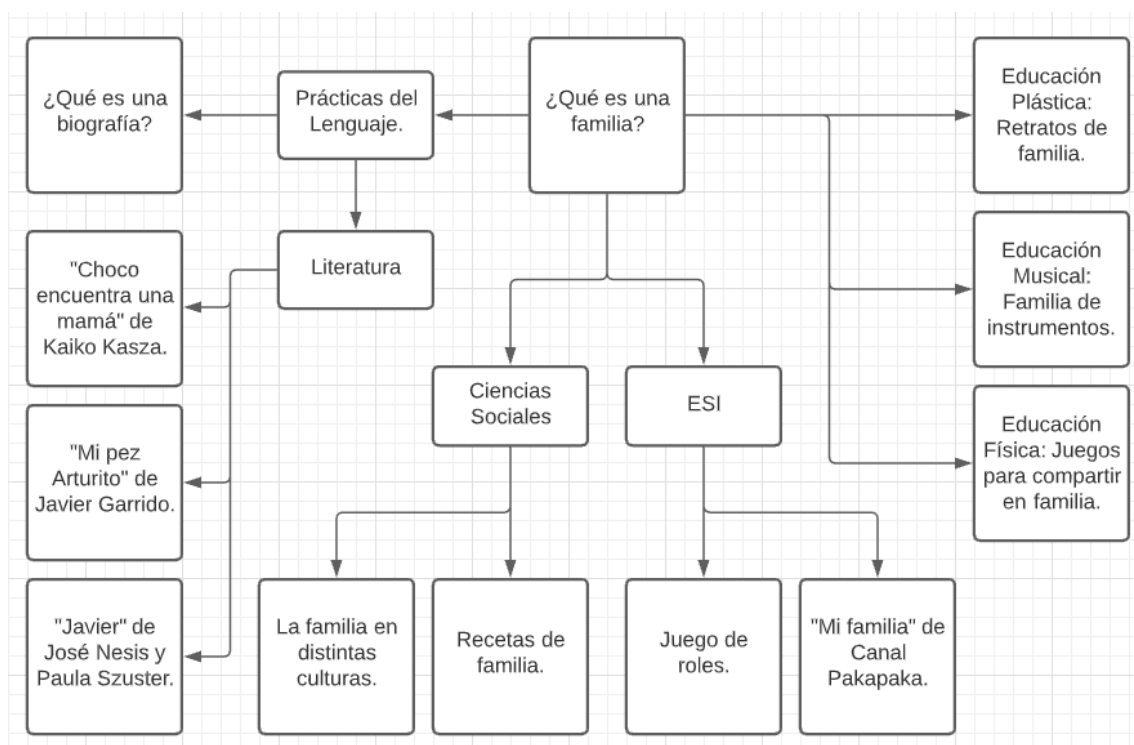 ¿Qué es una
biografía?
Prácticas del
Lenguaje.
¿Qué es una
familia?
Educación
Plástica:
Retratos de
familia.
"Choco
encuentra una
mamá" de
Kaiko Kasza.
Literatura
Educación
Musical:
Familia de
instrumentos.
Ciencias
Sociales
ESI
"Mi pez
Arturito" de
Javier Garrido.
Educación
Física: Juegos
para compartir
en familia.
"Javier" de
José Nesis y
Paula Szuster.
La familia en
distintas
culturas.
Recetas de
familia.
Juego de
roles.
"Mi familia" de
Canal
Pakapaka.